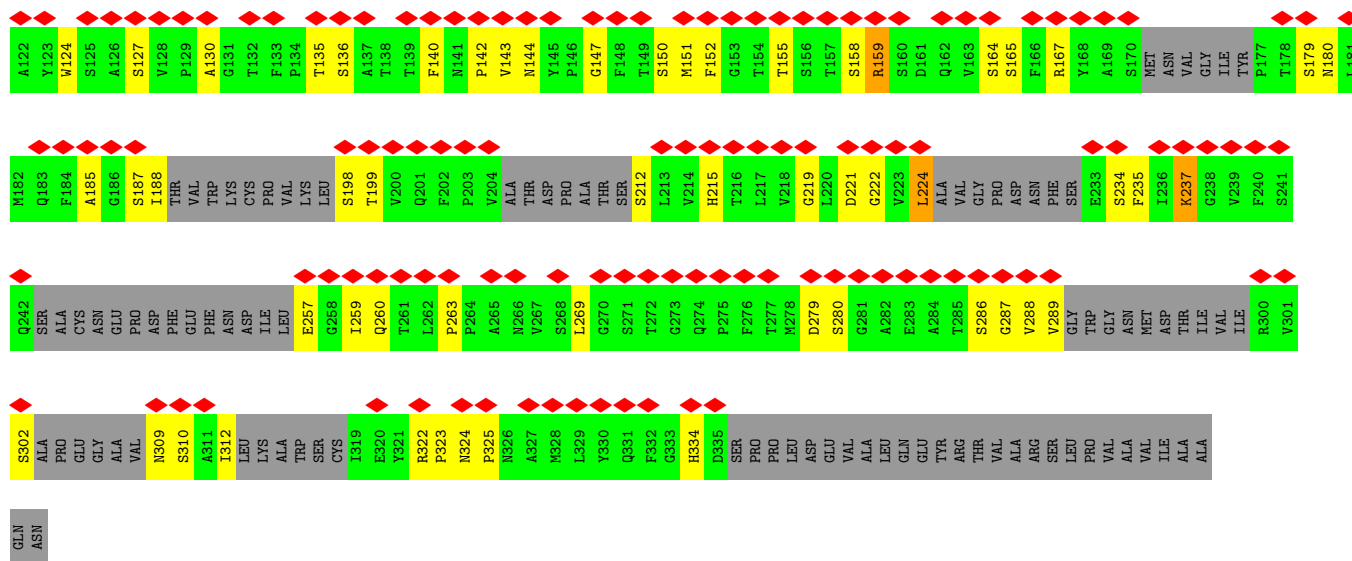 A122 Y123 W124 S125 A126 S127 V128 P129 A130 G131 T132 F133 P134 T135 S136 A137 T138 T139 F140 N141 P142 V143 N144 Y145 P146 G147 F148 T149 S150 M151 F152 G153 T154 T155 S156 T157 S158 R159 S160 D161 Q162 V163 S164 S165 F166 R167 Y168 A169 S170 MET ASN VAL GLY ILE TYR P177 T178 S179 N180 L181
M182 Q183 F184 A185 G186 S187 I188 THR VAL TRP LYS CYS PRO VAL LYS LEU S198 T199 V200 Q201 F202 P203 V204 ALA THR ASP PRO ALA THR SER S212 L213 V214 H215 T216 L217 V218 G219 L220 D221 G222 V223 L224 ALA VAL GLY PRO ASP ASN PHE SER E233 S234 F235 I236 K237 G238 V239 F240 S241
Q242 SER ALA CYS ASN GLU PRO ASP PHE GLU PHE ASN ASP ILE LEU E257 G258 I259 Q260 T261 L262 P263 P264 A265 N266 V267 S268 L269 G270 S271 T272 G273 Q274 P275 F276 T277 M278 D279 S280 G281 A282 E283 A284 T285 S286 G287 V288 V289 GLY TRP GLY ASN MET ASP THR ILE VAL ILE R300 V301
S302 ALA PRO GLU GLY ALA VAL N309 S310 A311 I312 LEU LYS ALA TRP SER CYS I319 E320 Y321 R322 P323 N324 P325 N326 A327 M328 L329 Y330 Q331 F332 G333 H334 D335 SER PRO PRO LEU ASP GLU VAL ALA LEU GLN GLU TYR ARG THR VAL ALA ARG SER LEU PRO VAL ALA VAL ILE ALA ALA
GLN ASN